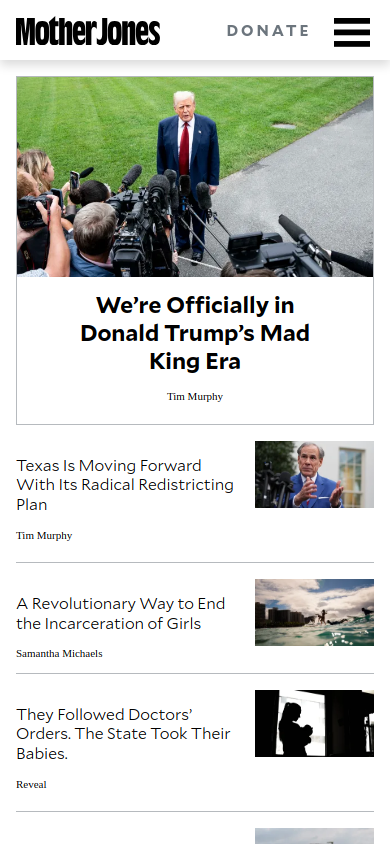 Mother Jones
DONATE
We’re Officially in
Donald Trump’s Mad
King Era
Tim Murphy
Texas Is Moving Forward
With Its Radical Redistricting
Plan
Tim Murphy
A Revolutionary Way to End
the Incarceration of Girls
Samantha Michaels
They Followed Doctors’
Orders. The State Took Their
Babies.
Reveal